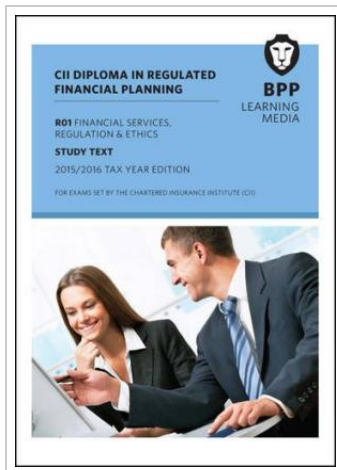 CII DIPLOMA IN REGULATED
FINANCIAL PLANNING
BPP
LEARNING
MEDIA
R01 FINANCIAL SERVICES,
REGULATION & ETHICS
STUDY TEXT
2015/2016 TAX YEAR EDITION
FOR EXAMS SET BY THE CHARTERED INSURANCE INSTITUTE (CII)